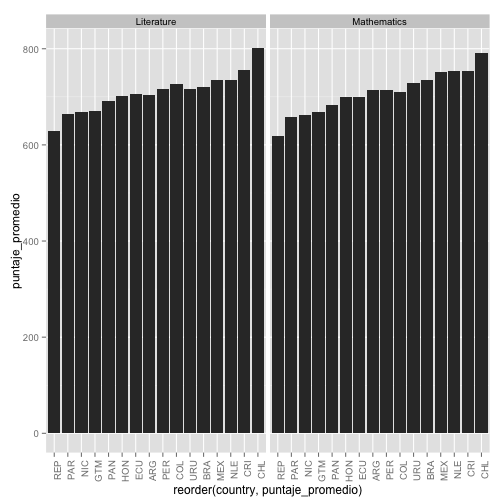 Literature Mathematics
800
600
400
200
0
puntaje_promedio
REP PAR NIC GTM PAN HON ECU ARG PER COL URU BRA MEX NLE CRI CHL REP PAR NIC GTM PAN HON ECU ARG PER COL URU BRA MEX NLE CRI CHL
reorder(country, puntaje_promedio)